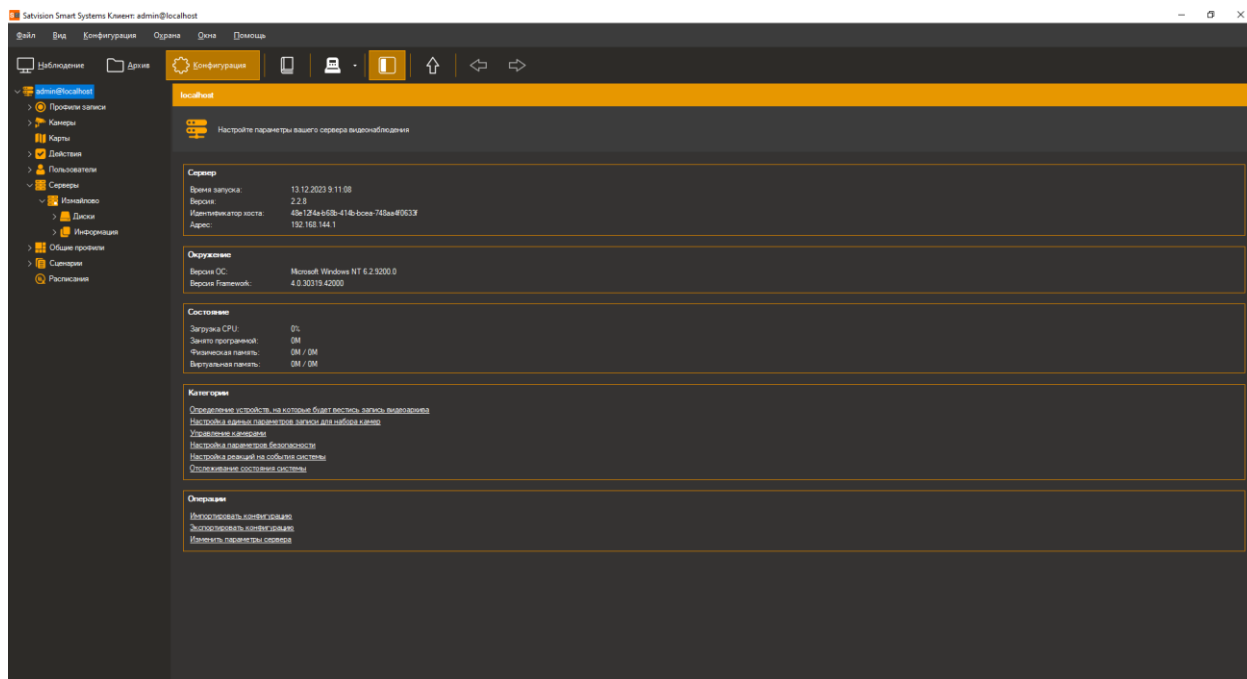 Satvision Smart Systems Клиент: admin@localhost
Файл Вид Конфигурация Охрана Окна Помощь
Наблюдение Архив Конфигурация
admin@localhost
Профили записи
Камеры
Карты
Действия
Пользователи
Серверы
Измайлово
Диски
Информация
Общие профили
Сценарии
Расписания
localhost
Настройте параметры вашего сервера видеонаблюдения
Сервер
Время запуска: 13.12.2023 9:11:08
Версия: 2.2.8
Идентификатор хоста: 48e12f4a-b68b-414b-bcea-748aa4f0633f
Адрес: 192.168.144.1
Окружение
Версия ОС: Microsoft Windows NT 6.2.9200.0
Версия Framework: 4.0.30319.42000
Состояние
Загрузка CPU: 0%
Занято программой: 0M
Физическая память: 0M / 0M
Виртуальная память: 0M / 0M
Категории
Определение устройств, на которые будет вестись запись видеоархива
Настройка единых параметров записи для набора камер
Управление камерами
Настройка параметров безопасности
Настройка реакций на события системы
Отслеживание состояния системы
Операции
Импортировать конфигурацию
Экспортировать конфигурацию
Изменить параметры сервера